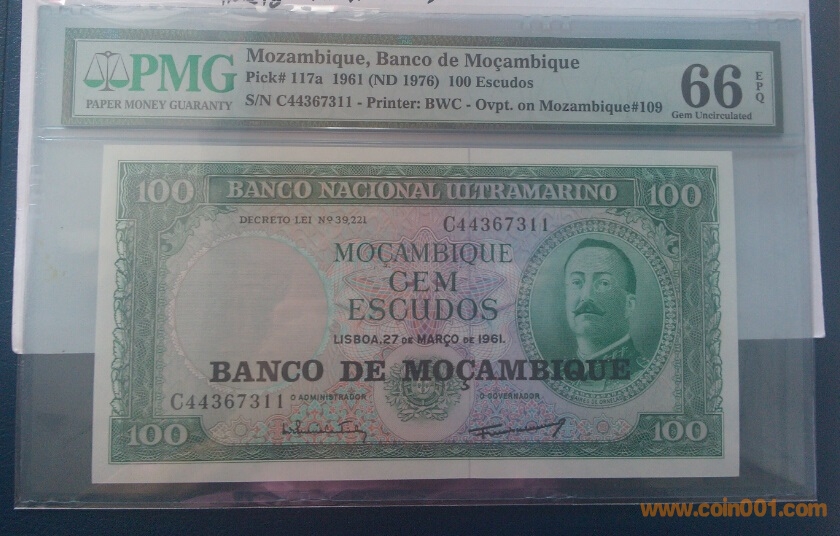 PMG
PAPER MONEY GUARANTY
Mozambique, Banco de Moçambique
Pick# 117a 1961 (ND 1976) 100 Escudos
S/N C44367311 - Printer: BWC - Ovpt. on Mozambique#109
66
EPQ
Gem Uncirculated
100 BANCO NACIONAL ULTRAMARINO 100
DECRETO LEI Nº 39,221 C44367311
MOÇAMBIQUE
CEM
ESCUDOS
LISBOA, 27 DE MARÇO DE 1961.
BANCO DE MOÇAMBIQUE
C44367311 O ADMINISTRADOR O GOVERNADOR
100 100
www.coin001.com